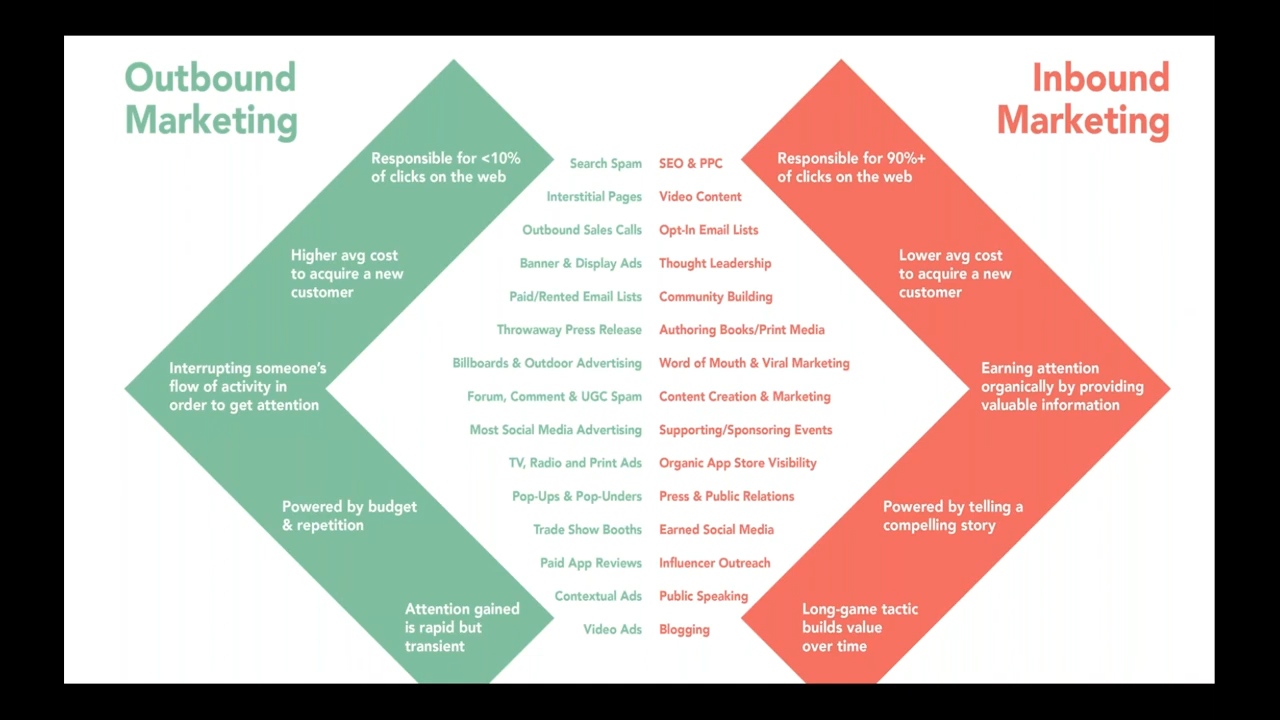 Outbound
Marketing
Inbound
Marketing
Responsible for <10%
of clicks on the web
Higher avg cost
to acquire a new
customer
Interrupting someone's
flow of activity in
order to get attention
Powered by budget
& repetition
Attention gained
is rapid but
transient
Search Spam
Interstitial Pages
Outbound Sales Calls
Banner & Display Ads
Paid/Rented Email Lists
Throwaway Press Release
Billboards & Outdoor Advertising
Forum, Comment & UGC Spam
Most Social Media Advertising
TV, Radio and Print Ads
Pop-Ups & Pop-Unders
Trade Show Booths
Paid App Reviews
Contextual Ads
Video Ads
SEO & PPC
Video Content
Opt-In Email Lists
Thought Leadership
Community Building
Authoring Books/Print Media
Word of Mouth & Viral Marketing
Content Creation & Marketing
Supporting/Sponsoring Events
Organic App Store Visibility
Press & Public Relations
Earned Social Media
Influencer Outreach
Public Speaking
Blogging
Responsible for 90%+
of clicks on the web
Lower avg cost
to acquire a new
customer
Earning attention
organically by providing
valuable information
Powered by telling a
compelling story
Long-game tactic
builds value
over time